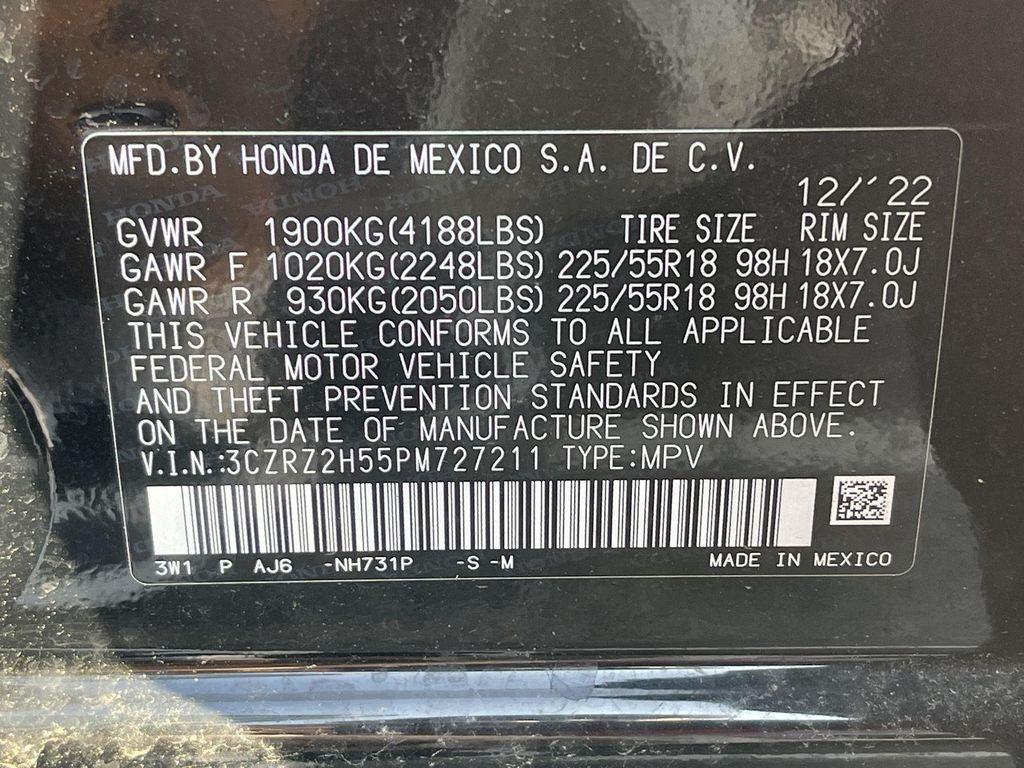 MFD.BY HONDA DE MEXICO S.A. DE C.V.
12/'22
GVWR 1900KG(4188LBS) TIRE SIZE RIM SIZE
GAWR F 1020KG(2248LBS) 225/55R18 98H 18X7.0J
GAWR R 930KG(2050LBS) 225/55R18 98H 18X7.0J
THIS VEHICLE CONFORMS TO ALL APPLICABLE
FEDERAL MOTOR VEHICLE SAFETY
AND THEFT PREVENTION STANDARDS IN EFFECT
ON THE DATE OF MANUFACTURE SHOWN ABOVE.
V.I.N.:3CZRZ2H55PM727211 TYPE:MPV
3W1 P AJ6 -NH731P -S -M MADE IN MEXICO